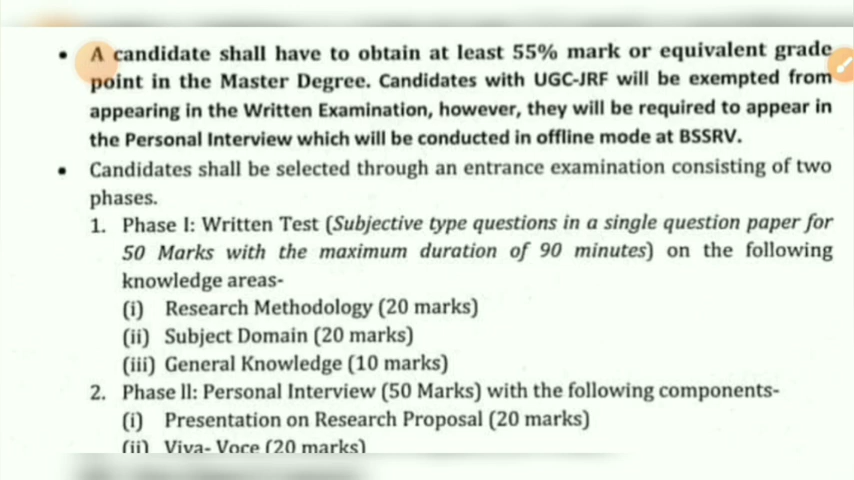 • A candidate shall have to obtain at least 55% mark or equivalent grade
point in the Master Degree. Candidates with UGC-JRF will be exempted from
appearing in the Written Examination, however, they will be required to appear in
the Personal Interview which will be conducted in offline mode at BSSRV.
• Candidates shall be selected through an entrance examination consisting of two
phases.
1. Phase I: Written Test (Subjective type questions in a single question paper for
50 Marks with the maximum duration of 90 minutes) on the following
knowledge areas-
(i) Research Methodology (20 marks)
(ii) Subject Domain (20 marks)
(iii) General Knowledge (10 marks)
2. Phase II: Personal Interview (50 Marks) with the following components-
(i) Presentation on Research Proposal (20 marks)
(ii) Viva- Voce (20 marks)